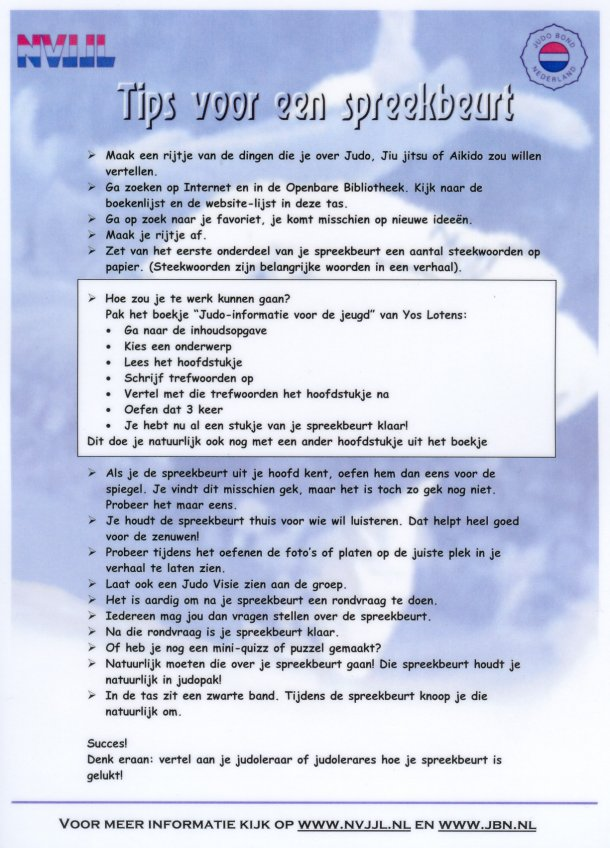 NVJJL
JUDO BOND
NEDERLAND
Tips voor een spreekbeurt
➢ Maak een rijtje van de dingen die je over Judo, Jiu jitsu of Aikido zou willen
vertellen.
➢ Ga zoeken op Internet en in de Openbare Bibliotheek. Kijk naar de
boekenlijst en de website-lijst in deze tas.
➢ Ga op zoek naar je favoriet, je komt misschien op nieuwe ideeën.
➢ Maak je rijtje af.
➢ Zet van het eerste onderdeel van je spreekbeurt een aantal steekwoorden op
papier. (Steekwoorden zijn belangrijke woorden in een verhaal).
➢ Hoe zou je te werk kunnen gaan?
Pak het boekje “Judo-informatie voor de jeugd” van Yos Lotens:
• Ga naar de inhoudsopgave
• Kies een onderwerp
• Lees het hoofdstukje
• Schrijf trefwoorden op
• Vertel met die trefwoorden het hoofdstukje na
• Oefen dat 3 keer
• Je hebt nu al een stukje van je spreekbeurt klaar!
Dit doe je natuurlijk ook nog met een ander hoofdstukje uit het boekje
➢ Als je de spreekbeurt uit je hoofd kent, oefen hem dan eens voor de
spiegel. Je vindt dit misschien gek, maar het is toch zo gek nog niet.
Probeer het maar eens.
➢ Je houdt de spreekbeurt thuis voor wie wil luisteren. Dat helpt heel goed
voor de zenuwen!
➢ Probeer tijdens het oefenen de foto’s of platen op de juiste plek in je
verhaal te laten zien.
➢ Laat ook een Judo Visie zien aan de groep.
➢ Het is aardig om na je spreekbeurt een rondvraag te doen.
➢ Iedereen mag jou dan vragen stellen over de spreekbeurt.
➢ Na die rondvraag is je spreekbeurt klaar.
➢ Of heb je nog een mini-quizz of puzzel gemaakt?
➢ Natuurlijk moeten die over je spreekbeurt gaan! Die spreekbeurt houdt je
natuurlijk in judopak!
➢ In de tas zit een zwarte band. Tijdens de spreekbeurt knoop je die
natuurlijk om.
Succes!
Denk eraan: vertel aan je judoleraar of judolerares hoe je spreekbeurt is
gelukt!
VOOR MEER INFORMATIE KIJK OP WWW.NVJJL.NL EN WWW.JBN.NL